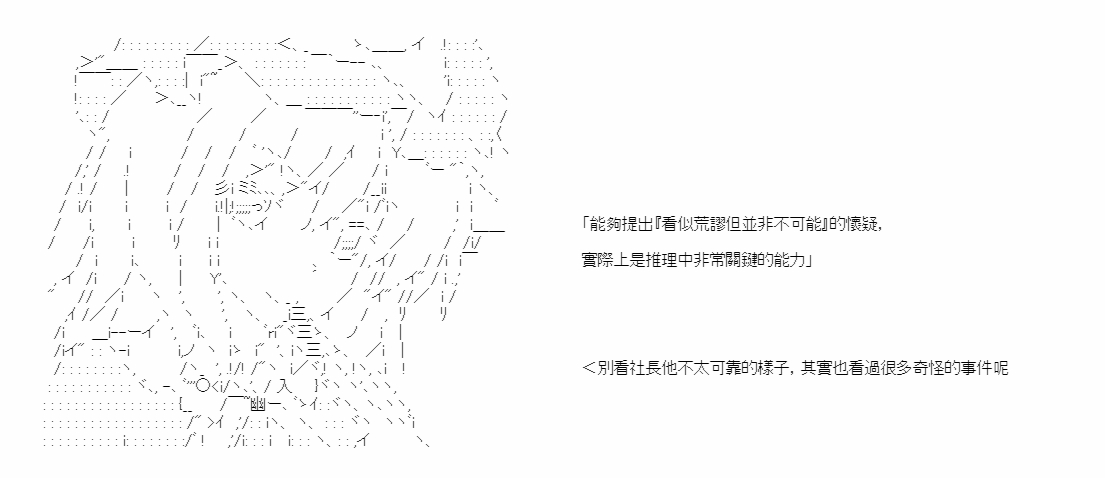 「能夠提出『看似荒謬但並非不可能』的懷疑,
實際上是推理中非常關鍵的能力」
<別看社長他不太可靠的樣子, 其實也看過很多奇怪的事件呢